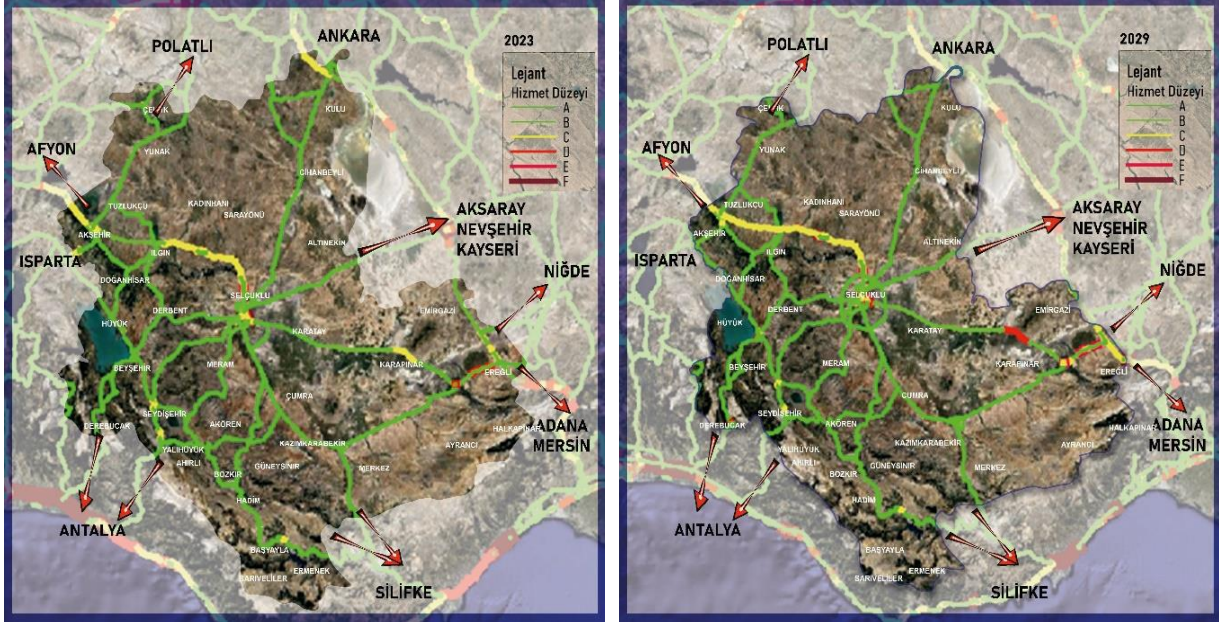 POLATLI
ANKARA
2023
Lejant
Hizmet Düzeyi
A
B
C
D
E
F
ÇELTİK
KULU
YUNAK
AFYON
CİHANBEYLİ
TUZLUKÇU
KADINHANI
SARAYÖNÜ
AKSARAY
NEVŞEHİR
KAYSERİ
AKŞEHİR
ILGIN
ALTINEKİN
ISPARTA
DOĞANHİSAR
NİĞDE
SELÇUKLU
DERBENT
EMİRGAZİ
HÜYÜK
KARATAY
BEYŞEHİR
MERAM
KARAPINAR
EREĞLİ
ÇUMRA
SEYDİŞEHİR
AKÖREN
ADANA
MERSİN
DEREBUCAK
HALKAPINAR
KAZIMKARABEKİR
AYRANCI
YALIHÜYÜK
AHIRLI
GÜNEYSINIR
MERKEZ
BOZKIR
HADİM
ANTALYA
BAŞYAYLA
ERMENEK
SARIVELİLER
SİLİFKE
POLATLI
ANKARA
2029
Lejant
Hizmet Düzeyi
A
B
C
D
E
F
ÇELTİK
KULU
YUNAK
AFYON
CİHANBEYLİ
TUZLUKÇU
KADINHANI
SARAYÖNÜ
AKSARAY
NEVŞEHİR
KAYSERİ
AKŞEHİR
ILGIN
ALTINEKİN
ISPARTA
DOĞANHİSAR
NİĞDE
SELÇUKLU
DERBENT
EMİRGAZİ
HÜYÜK
KARATAY
BEYŞEHİR
MERAM
KARAPINAR
EREĞLİ
ÇUMRA
SEYDİŞEHİR
AKÖREN
ADANA
MERSİN
DEREBUCAK
HALKAPINAR
KAZIMKARABEKİR
AYRANCI
YALIHÜYÜK
AHIRLI
GÜNEYSINIR
MERKEZ
BOZKIR
HADİM
ANTALYA
BAŞYAYLA
ERMENEK
SARIVELİLER
SİLİFKE